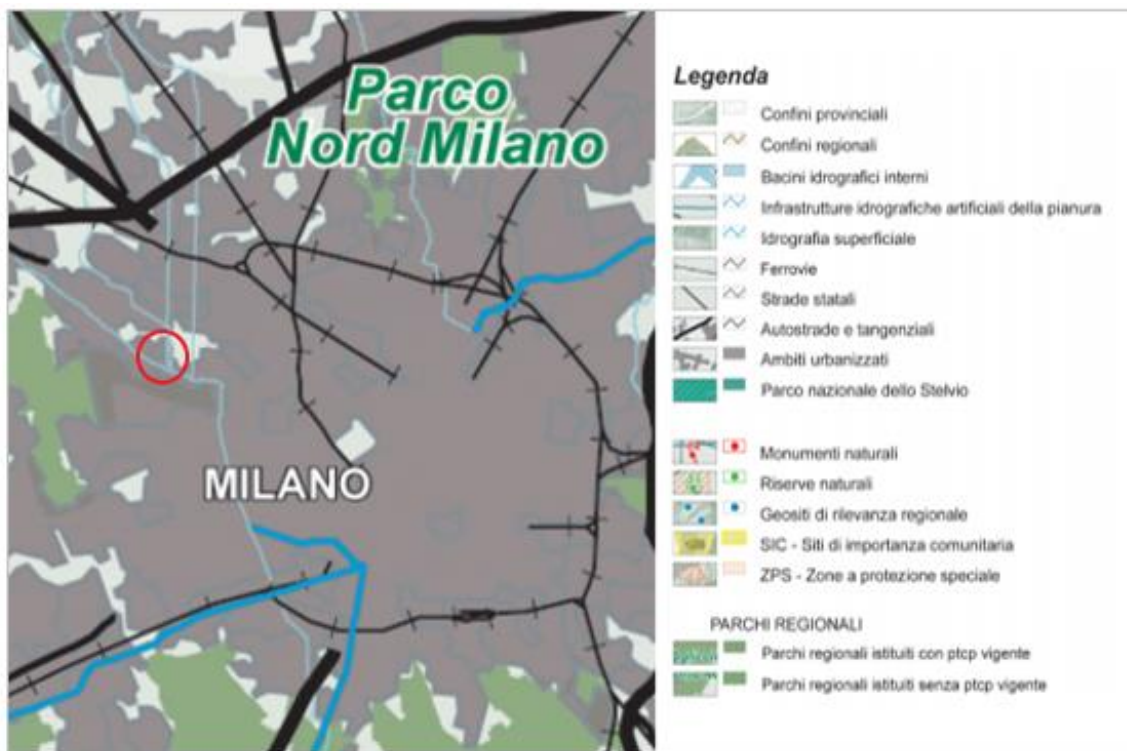 Parco
Nord Milano
MILANO
Legenda
Confini provinciali
Confini regionali
Bacini idrografici interni
Infrastrutture idrografiche artificiali della pianura
Idrografia superficiale
Ferrovie
Strade statali
Autostrade e tangenziali
Ambiti urbanizzati
Parco nazionale dello Stelvio
Monumenti naturali
Riserve naturali
Geositi di rilevanza regionale
SIC - Siti di importanza comunitaria
ZPS - Zone a protezione speciale
PARCHI REGIONALI
Parchi regionali istituiti con ptcp vigente
Parchi regionali istituiti senza ptcp vigente